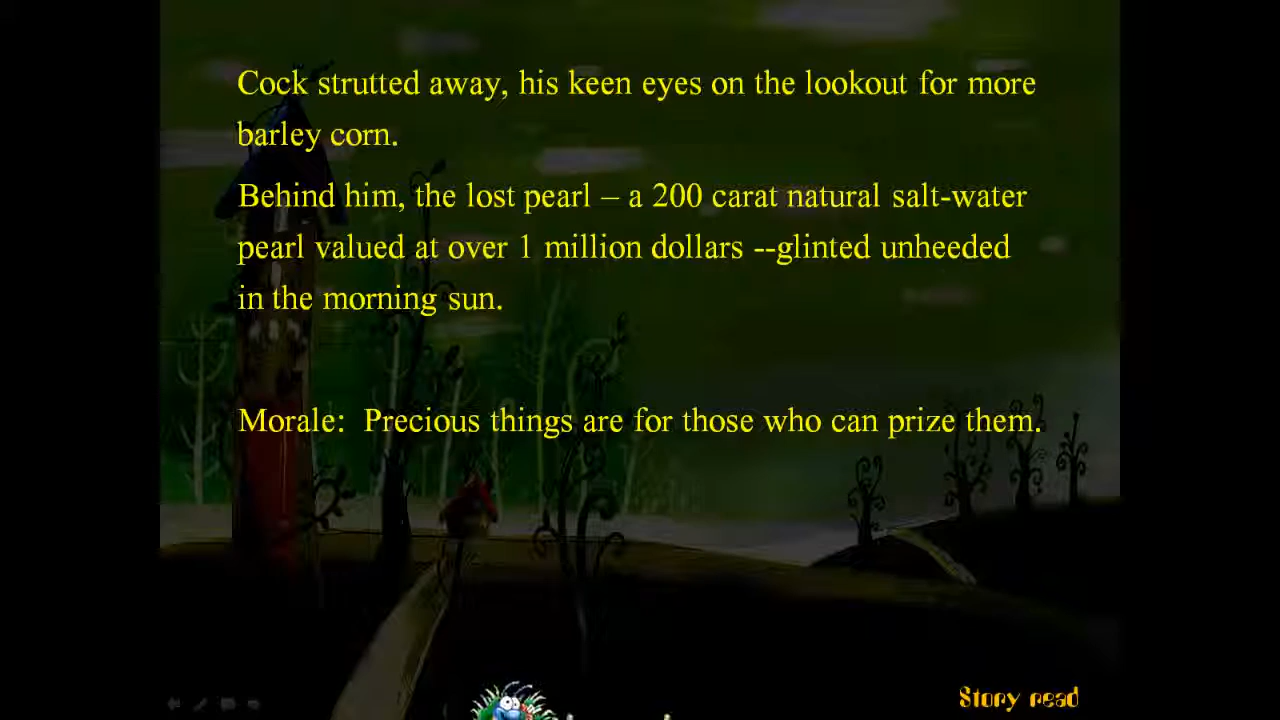 Cock strutted away, his keen eyes on the lookout for more
barley corn.
Behind him, the lost pearl – a 200 carat natural salt-water
pearl valued at over 1 million dollars --glinted unheeded
in the morning sun.
Morale:  Precious things are for those who can prize them.
Story read